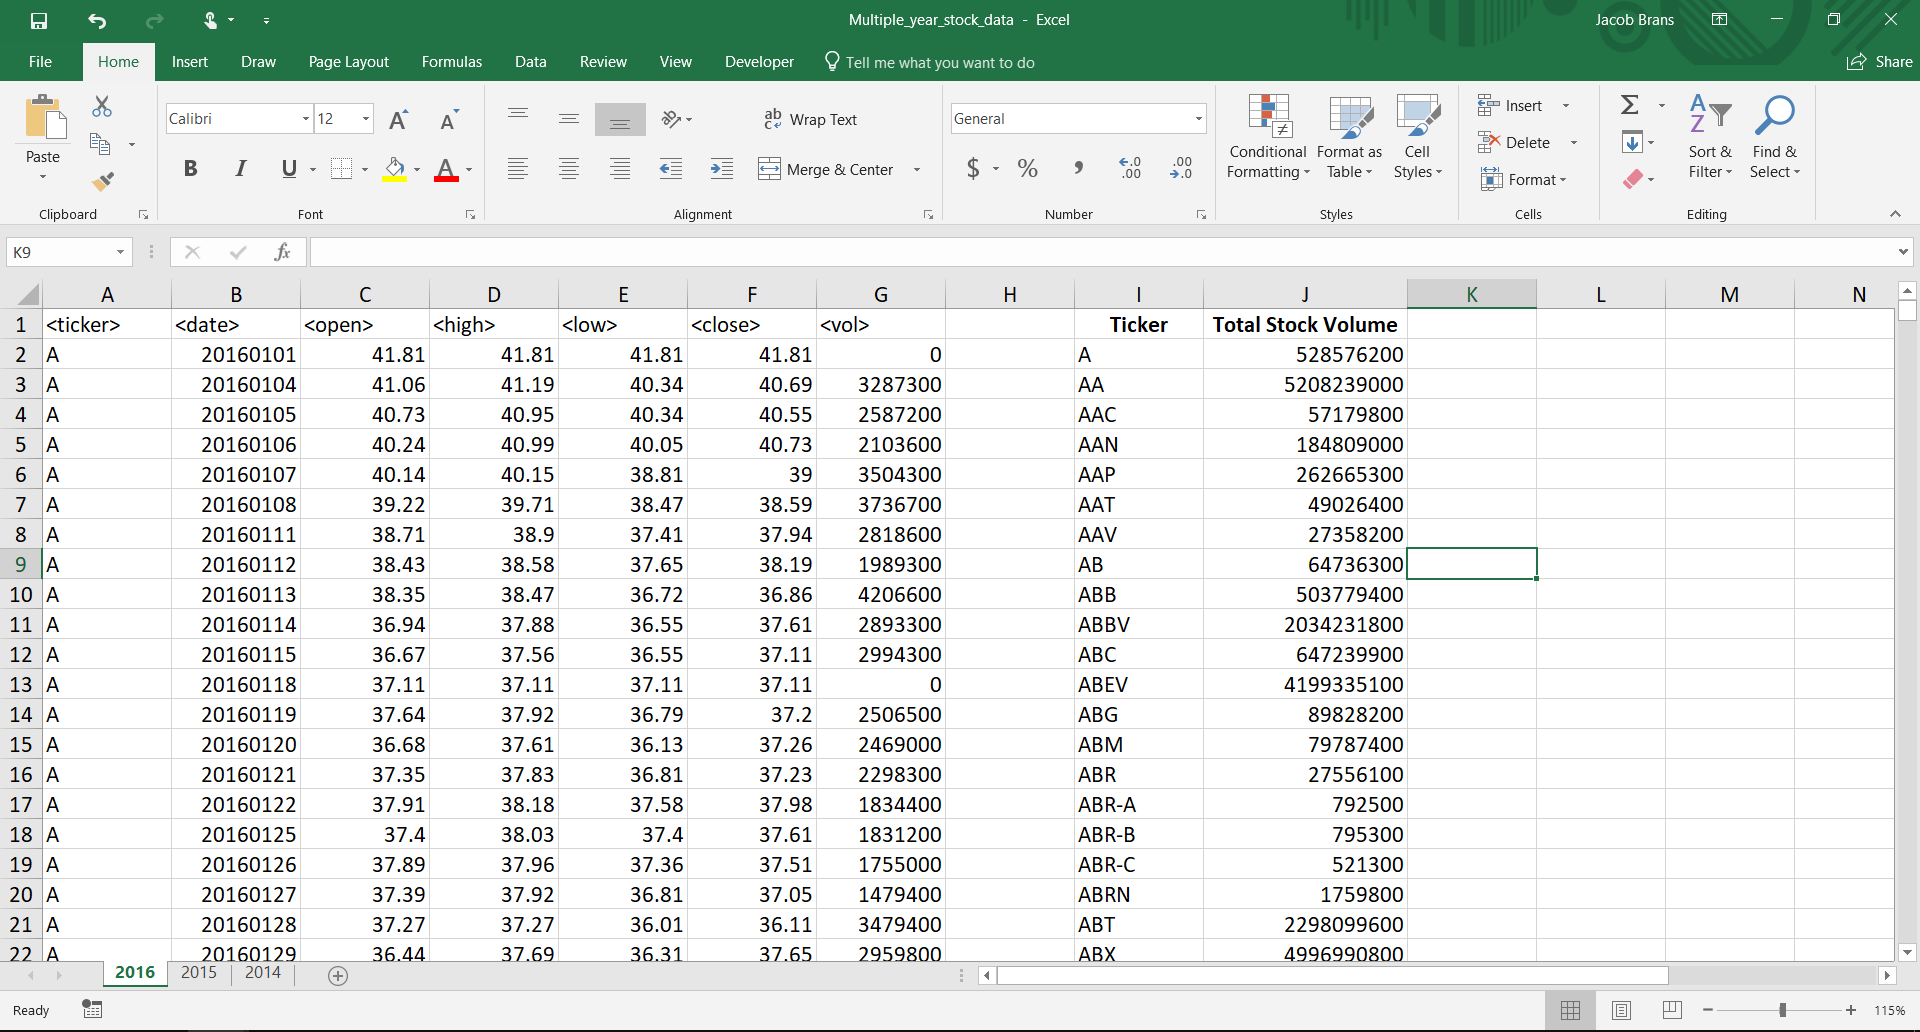 Multiple_year_stock_data - Excel
Jacob Brans
File Home Insert Draw Page Layout Formulas Data Review View Developer Tell me what you want to do Share
Calibri 12 ab Wrap Text General Insert
Paste B I U A Merge & Center $ % , Conditional Formatting Format as Table Cell Styles Delete Format Sort & Filter Find & Select
Clipboard Font Alignment Number Styles Cells Editing
K9 fx
A B C D E F G H I J K L M N
1 <ticker> <date> <open> <high> <low> <close> <vol> Ticker Total Stock Volume
2 A 20160101 41.81 41.81 41.81 41.81 0 A 528576200
3 A 20160104 41.06 41.19 40.34 40.69 3287300 AA 5208239000
4 A 20160105 40.73 40.95 40.34 40.55 2587200 AAC 57179800
5 A 20160106 40.24 40.99 40.05 40.73 2103600 AAN 184809000
6 A 20160107 40.14 40.15 38.81 39 3504300 AAP 262665300
7 A 20160108 39.22 39.71 38.47 38.59 3736700 AAT 49026400
8 A 20160111 38.71 38.9 37.41 37.94 2818600 AAV 27358200
9 A 20160112 38.43 38.58 37.65 38.19 1989300 AB 64736300
10 A 20160113 38.35 38.47 36.72 36.86 4206600 ABB 503779400
11 A 20160114 36.94 37.88 36.55 37.61 2893300 ABBV 2034231800
12 A 20160115 36.67 37.56 36.55 37.11 2994300 ABC 647239900
13 A 20160118 37.11 37.11 37.11 37.11 0 ABEV 4199335100
14 A 20160119 37.64 37.92 36.79 37.2 2506500 ABG 89828200
15 A 20160120 36.68 37.61 36.13 37.26 2469000 ABM 79787400
16 A 20160121 37.35 37.83 36.81 37.23 2298300 ABR 27556100
17 A 20160122 37.91 38.18 37.58 37.98 1834400 ABR-A 792500
18 A 20160125 37.4 38.03 37.4 37.61 1831200 ABR-B 795300
19 A 20160126 37.89 37.96 37.36 37.51 1755000 ABR-C 521300
20 A 20160127 37.39 37.92 36.81 37.05 1479400 ABRN 1759800
21 A 20160128 37.27 37.27 36.01 36.11 3479400 ABT 2298099600
22 A 20160129 36.44 37.69 36.31 37.65 2959800 ABX 4996990800
2016 2015 2014
Ready 115%